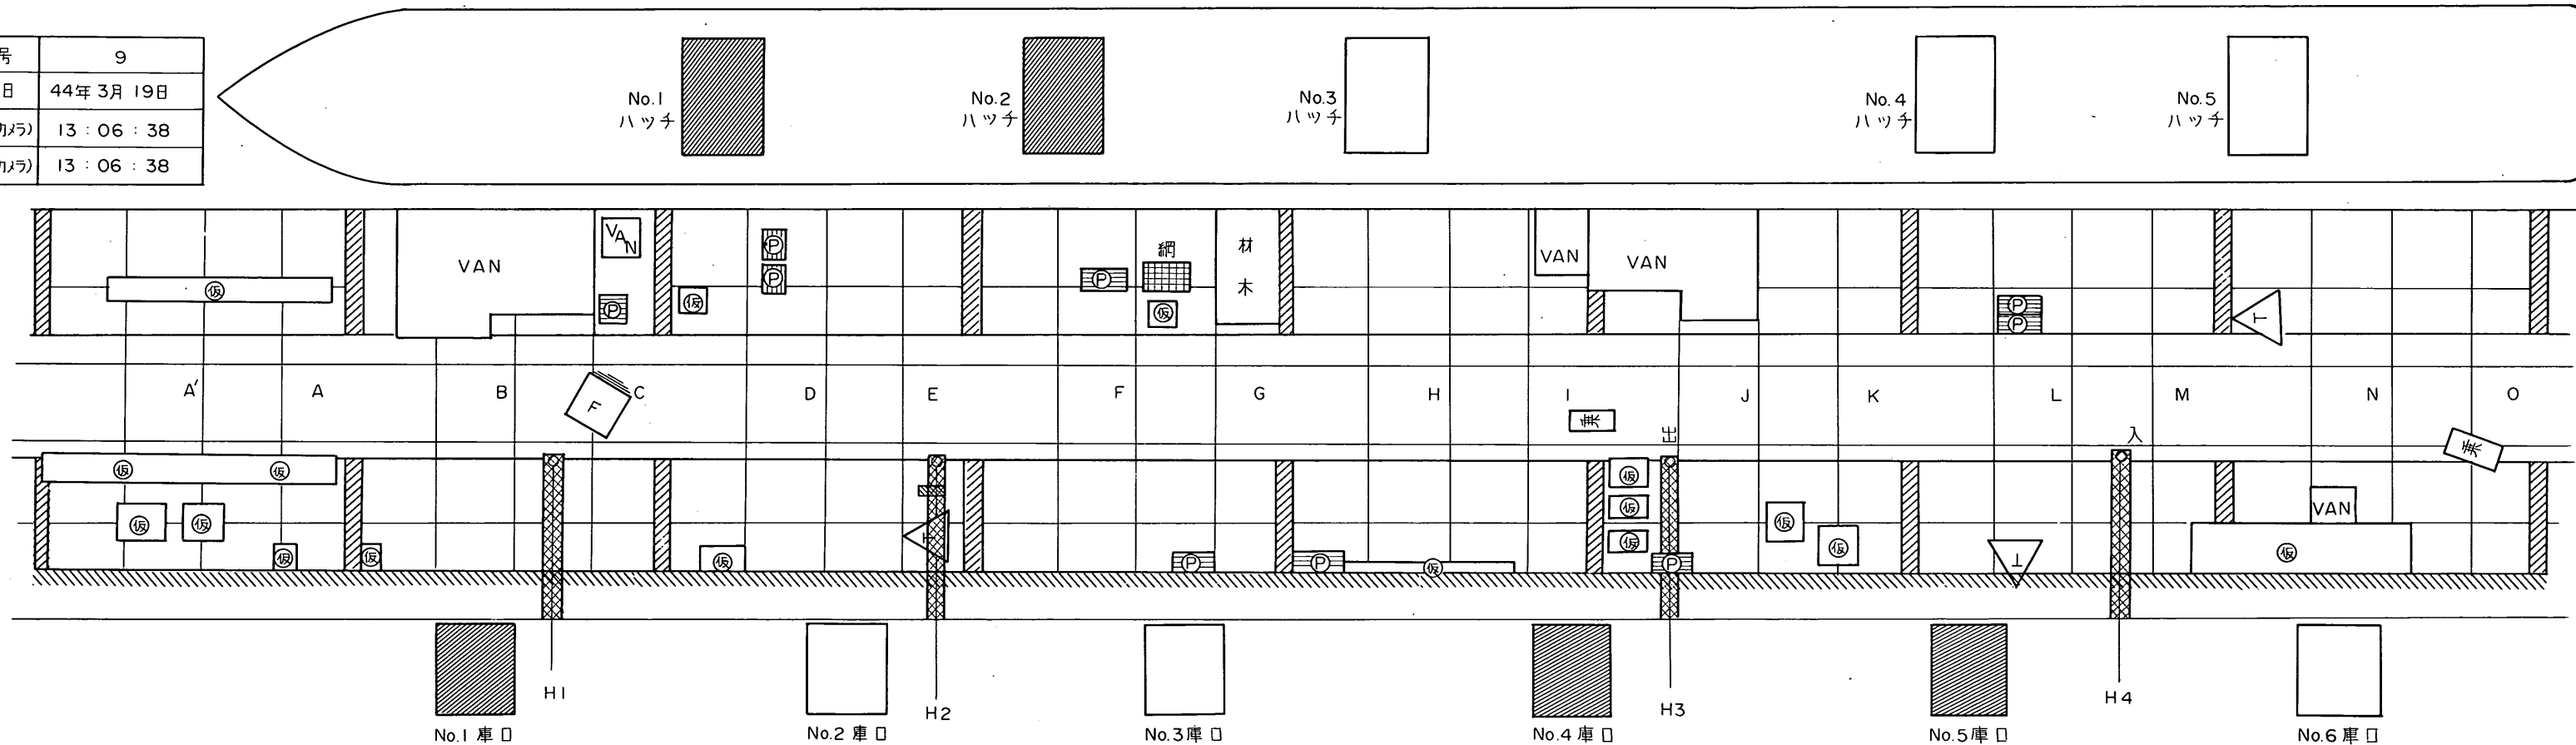 号 9
日 44年3月19日
カメラ) 13:06:38
カメラ) 13:06:38
No.1
ハッチ
No.2
ハッチ
No.3
ハッチ
No.4
ハッチ
No.5
ハッチ
VAN
VAN
仮
P
仮
P
P
P
網
仮
材
木
VAN
VAN
P
P
T
A' A B C D E F G H I J K L M N O
F
乗
出
入
乗
仮 仮
仮 仮
仮
仮
仮
T
P
P
仮
仮
仮
仮
P
仮
仮
T
VAN
仮
H1
H2
H3
H4
No.1 庫口
No.2 庫口
No.3 庫口
No.4 庫口
No.5 庫口
No.6 庫口